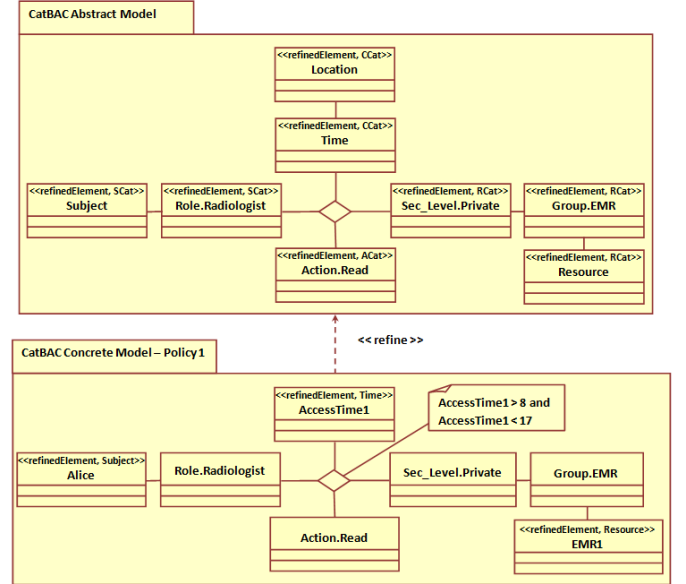 CatBAC Abstract Model
<<refinedElement, CCat>>
Location
<<refinedElement, CCat>>
Time
<<refinedElement, SCat>>
Subject
<<refinedElement, SCat>>
Role.Radiologist
<<refinedElement, RCat>>
Sec_Level.Private
<<refinedElement, RCat>>
Group.EMR
<<refinedElement, ACat>>
Action.Read
<<refinedElement, RCat>>
Resource
<< refine >>
CatBAC Concrete Model – Policy1
<<refinedElement, Time>>
AccessTime1
AccessTime1 > 8 and
AccessTime1 < 17
<<refinedElement, Subject>>
Alice
Role.Radiologist
Sec_Level.Private
Group.EMR
Action.Read
<<refinedElement, Resource>>
EMR1